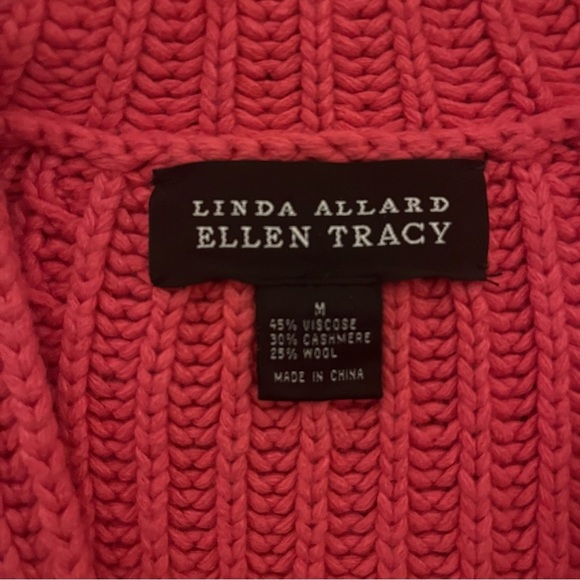 LINDA ALLARD
ELLEN TRACY
M
45% VISCOSE
30% CASHMERE
25% WOOL
MADE IN CHINA